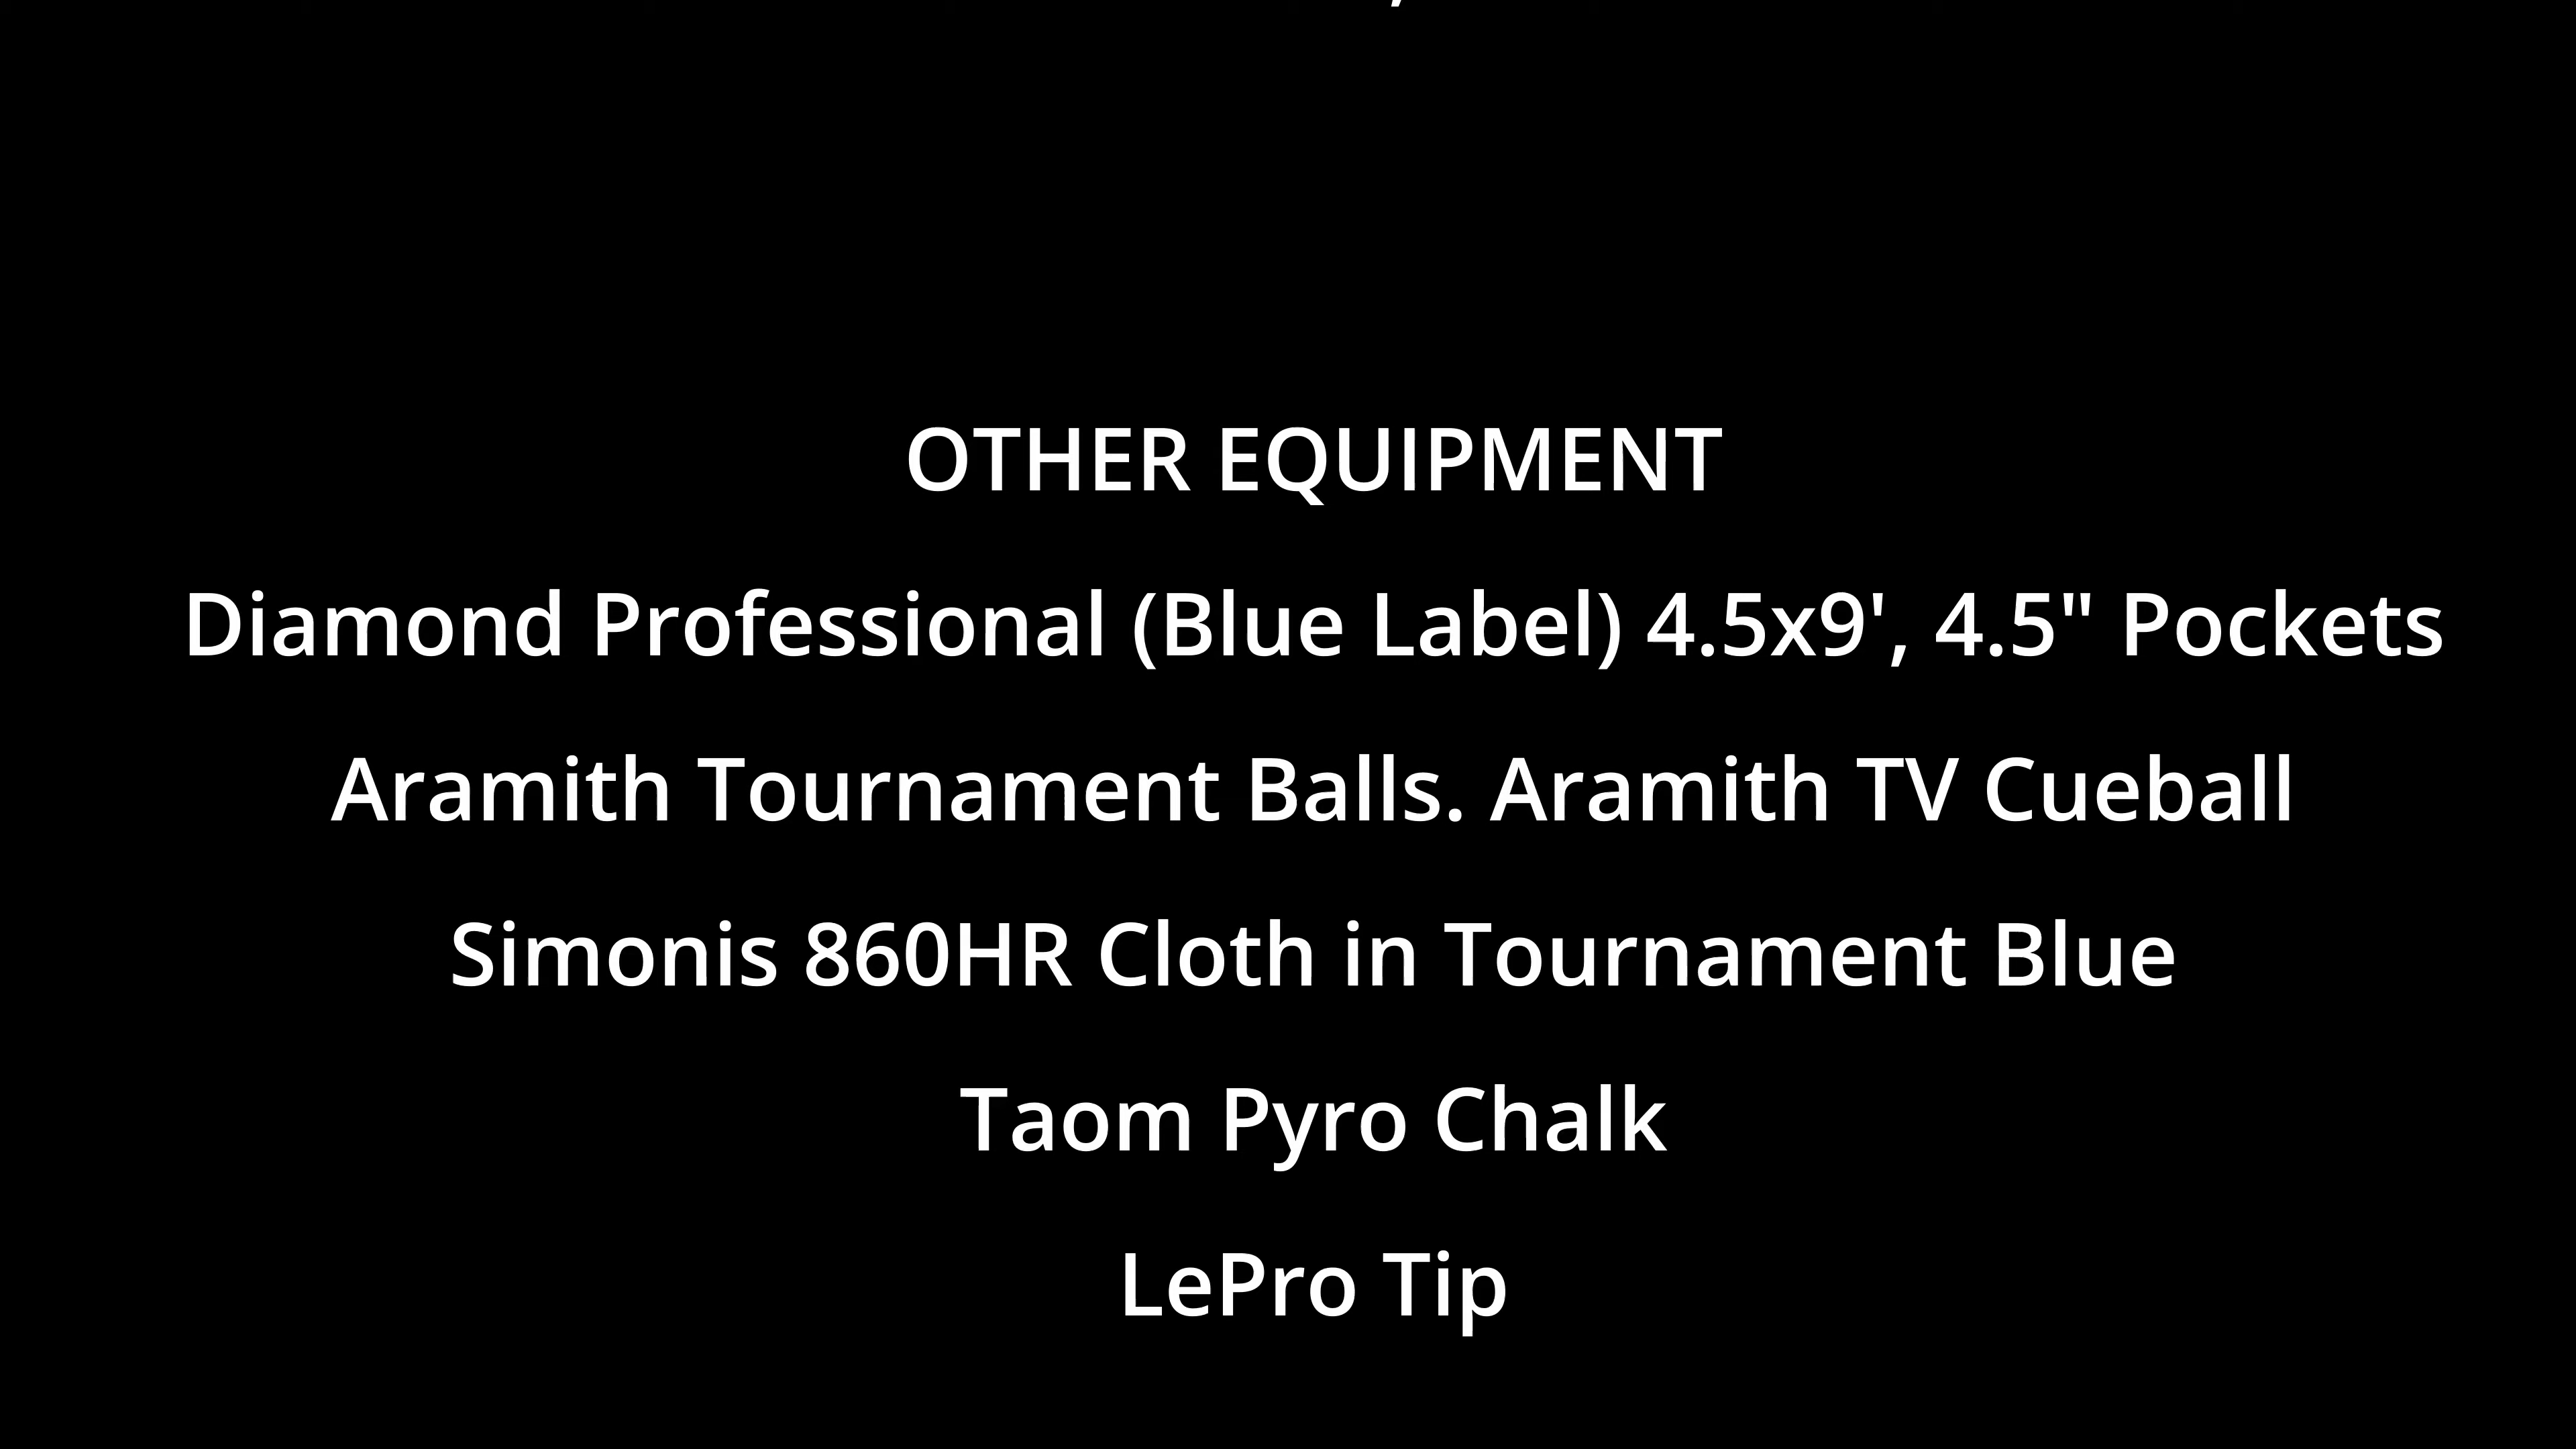 OTHER EQUIPMENT
Diamond Professional (Blue Label) 4.5x9', 4.5" Pockets
Aramith Tournament Balls. Aramith TV Cueball
Simonis 860HR Cloth in Tournament Blue
Taom Pyro Chalk
LePro Tip